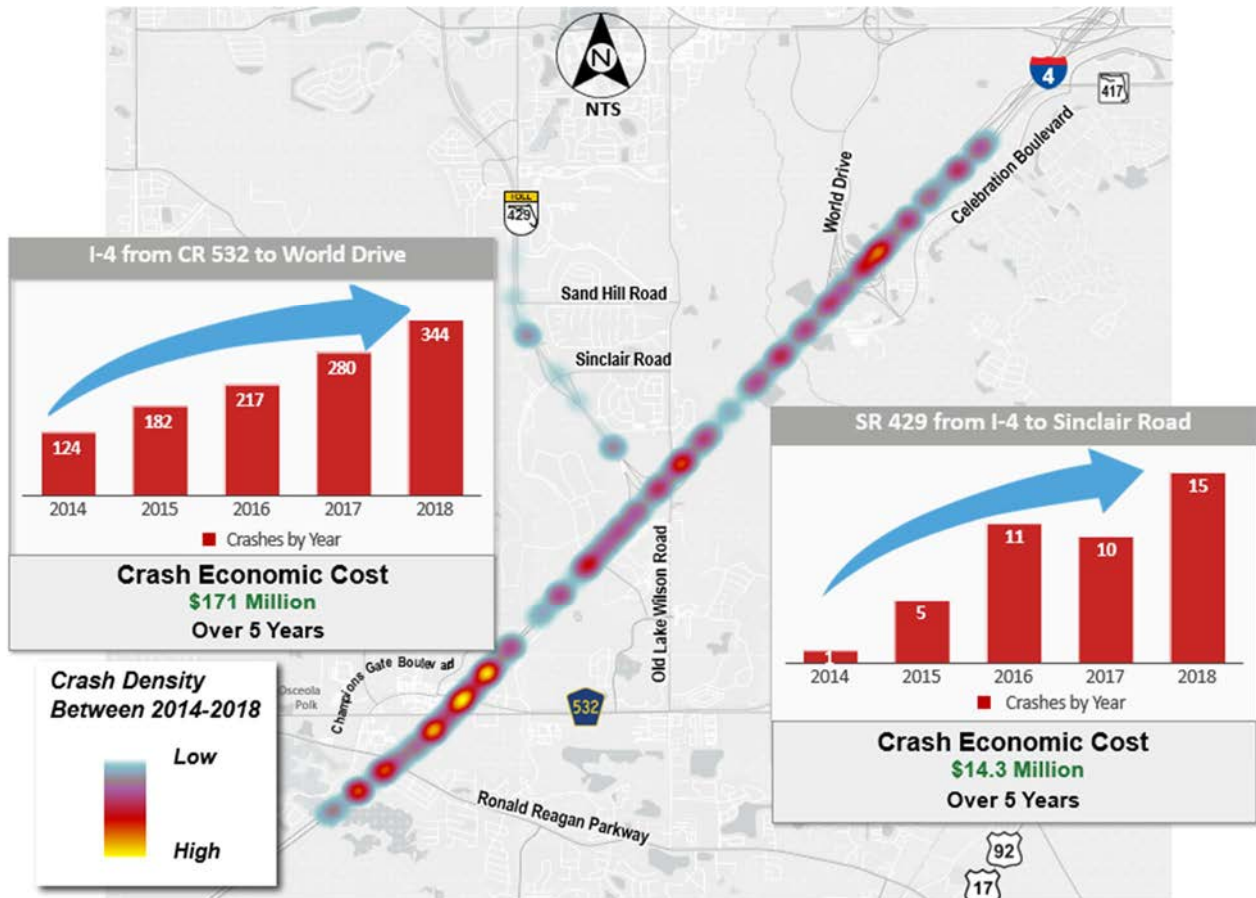 N
NTS
4
417
TOLL
429
World Drive
Celebration Boulevard
Sand Hill Road
Sinclair Road
I-4 from CR 532 to World Drive
124
182
217
280
344
2014
2015
2016
2017
2018
Crashes by Year
Crash Economic Cost
$171 Million
Over 5 Years
SR 429 from I-4 to Sinclair Road
1
5
11
10
15
2014
2015
2016
2017
2018
Crashes by Year
Crash Economic Cost
$14.3 Million
Over 5 Years
Old Lake Wilson Road
Champions Gate Boulevard
Osceola
Polk
532
Ronald Reagan Parkway
92
17
Crash Density
Between 2014-2018
Low
High